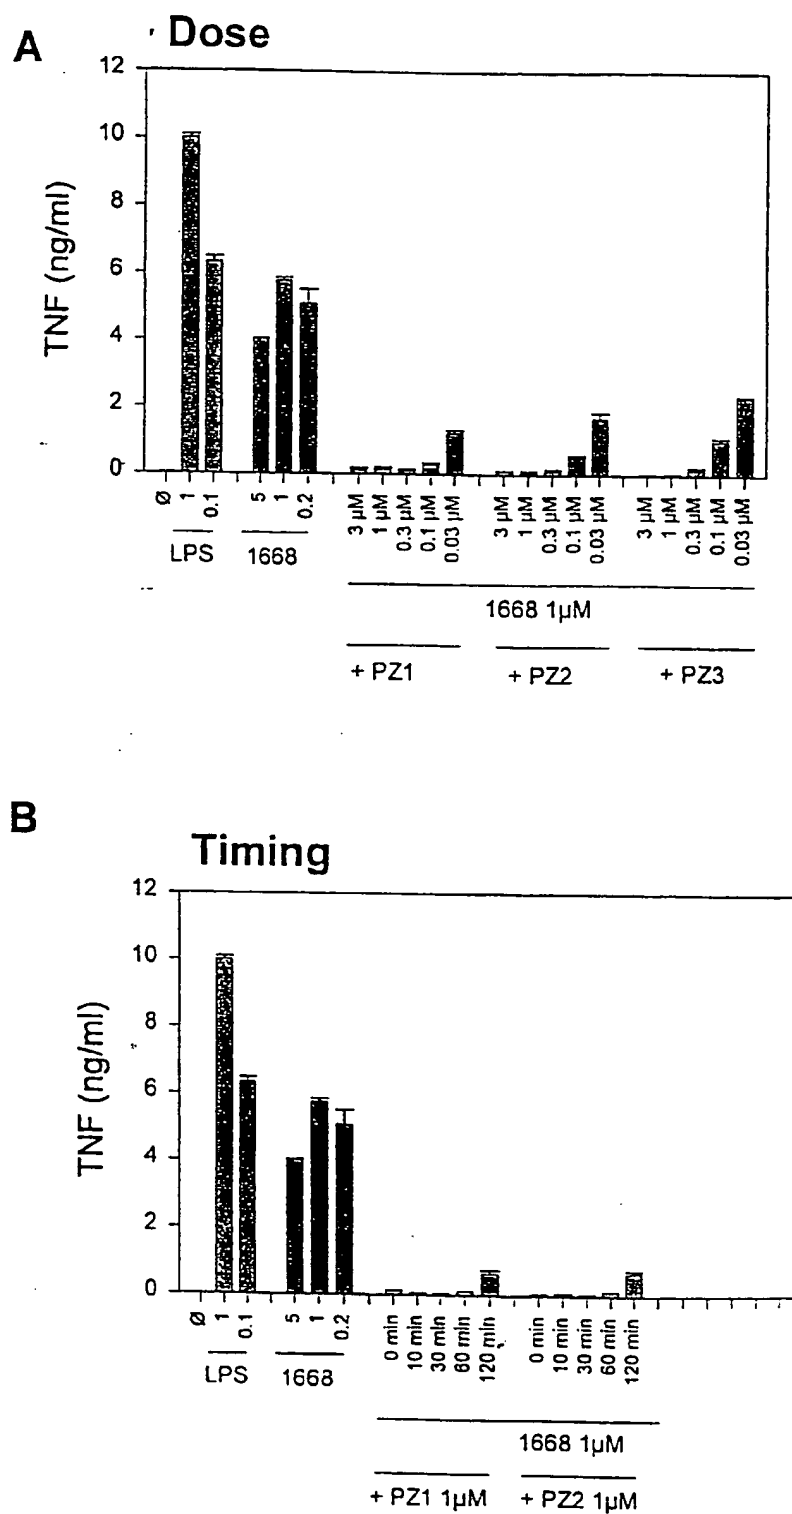 A
Dose
12
10
8
6
4
2
0
TNF (ng/ml)
Ø
1
0.1
5
1
0.2
3 µM
1 µM
0.3 µM
0.1 µM
0.03 µM
3 µM
1 µM
0.3 µM
0.1 µM
0.03 µM
3 µM
1 µM
0.3 µM
0.1 µM
0.03 µM
LPS
1668
1668 1µM
+ PZ1
+ PZ2
+ PZ3
B
Timing
12
10
8
6
4
2
0
TNF (ng/ml)
Ø
1
0.1
5
1
0.2
0 min
10 min
30 min
60 min
120 min
0 min
10 min
30 min
60 min
120 min
LPS
1668
1668 1µM
+ PZ1 1µM
+ PZ2 1µM